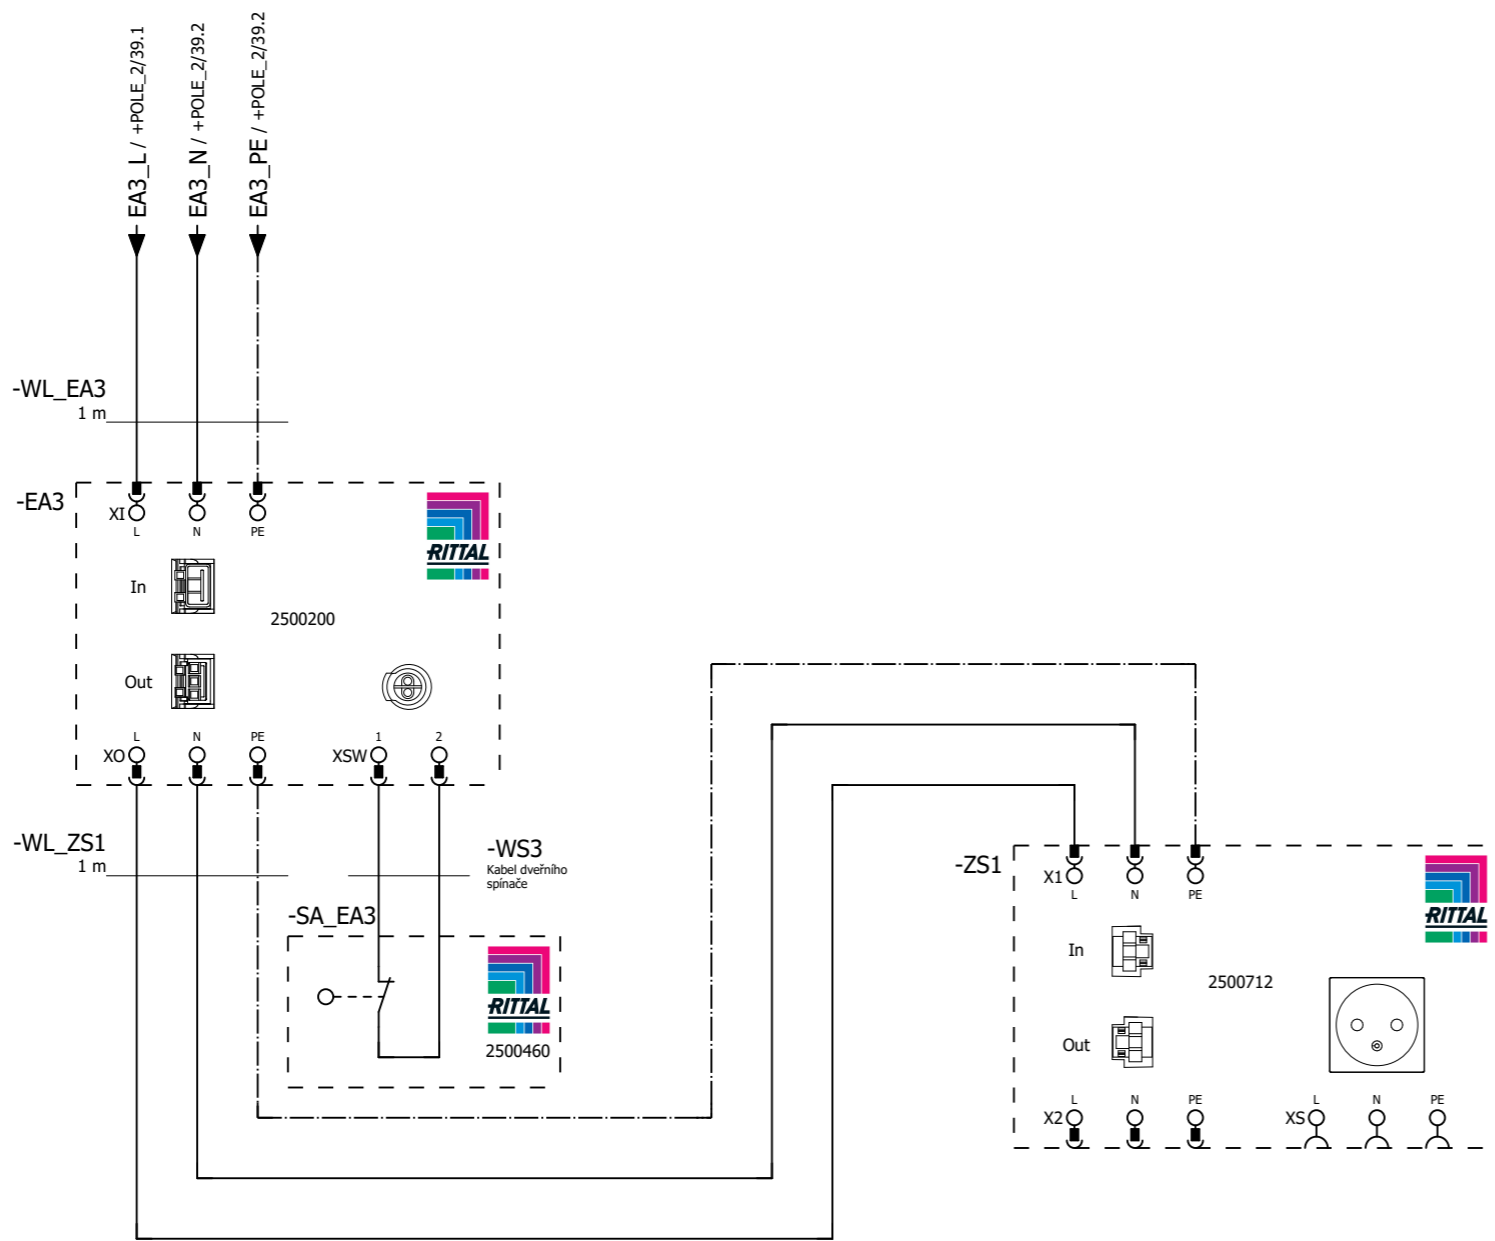 EA3_L / +POLE_2/39.1
EA3_N / +POLE_2/39.2
EA3_PE / +POLE_2/39.2
-WL_EA3
1 m
-EA3
XI
L N PE
RITTAL
In
2500200
Out
L N PE 1 2
XO XSW
-WL_ZS1
1 m
-WS3
Kabel dveřního
spínače
-SA_EA3
RITTAL
2500460
-ZS1
X1
L N PE
RITTAL
In
2500712
Out
L N PE L N PE
X2 XS